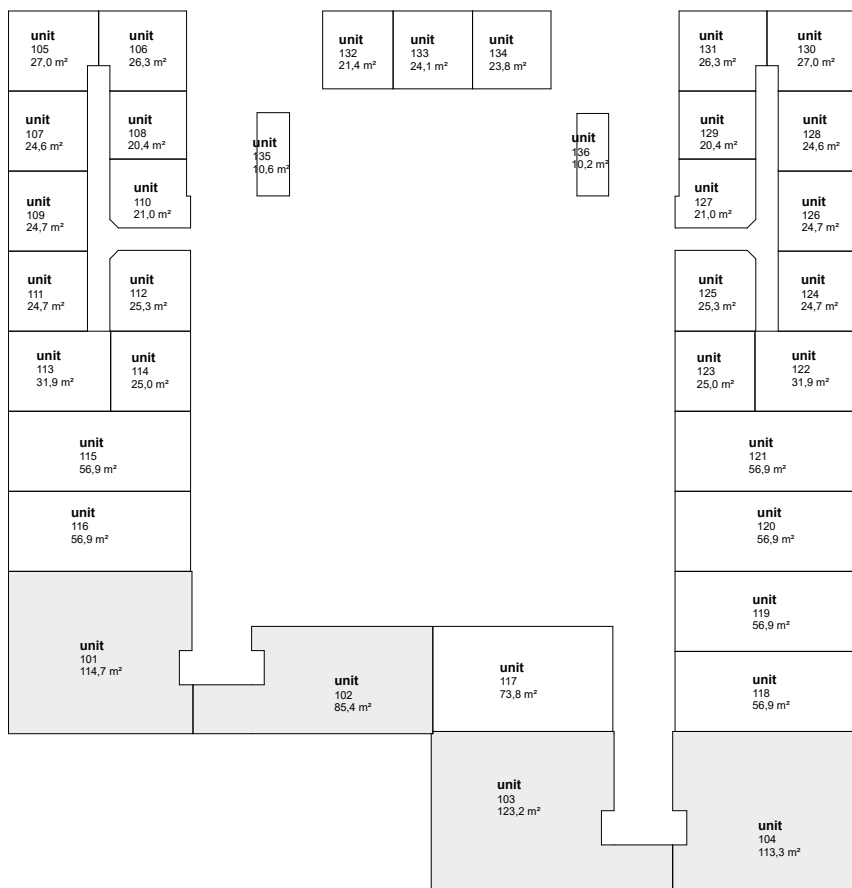 unit
105
27,0 m²
unit
106
26,3 m²
unit
132
21,4 m²
unit
133
24,1 m²
unit
134
23,8 m²
unit
131
26,3 m²
unit
130
27,0 m²
unit
107
24,6 m²
unit
108
20,4 m²
unit
135
10,6 m²
unit
136
10,2 m²
unit
129
20,4 m²
unit
128
24,6 m²
unit
109
24,7 m²
unit
110
21,0 m²
unit
127
21,0 m²
unit
126
24,7 m²
unit
111
24,7 m²
unit
112
25,3 m²
unit
125
25,3 m²
unit
124
24,7 m²
unit
113
31,9 m²
unit
114
25,0 m²
unit
123
25,0 m²
unit
122
31,9 m²
unit
115
56,9 m²
unit
121
56,9 m²
unit
116
56,9 m²
unit
120
56,9 m²
unit
119
56,9 m²
unit
101
114,7 m²
unit
102
85,4 m²
unit
117
73,8 m²
unit
118
56,9 m²
unit
103
123,2 m²
unit
104
113,3 m²